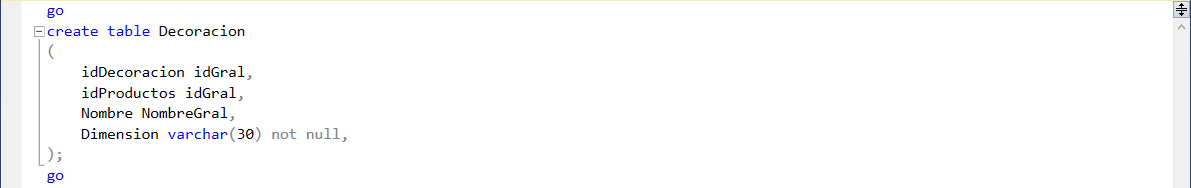 go
create table Decoracion
(
    idDecoracion idGral,
    idProductos idGral,
    Nombre NombreGral,
    Dimension varchar(30) not null,
);
go